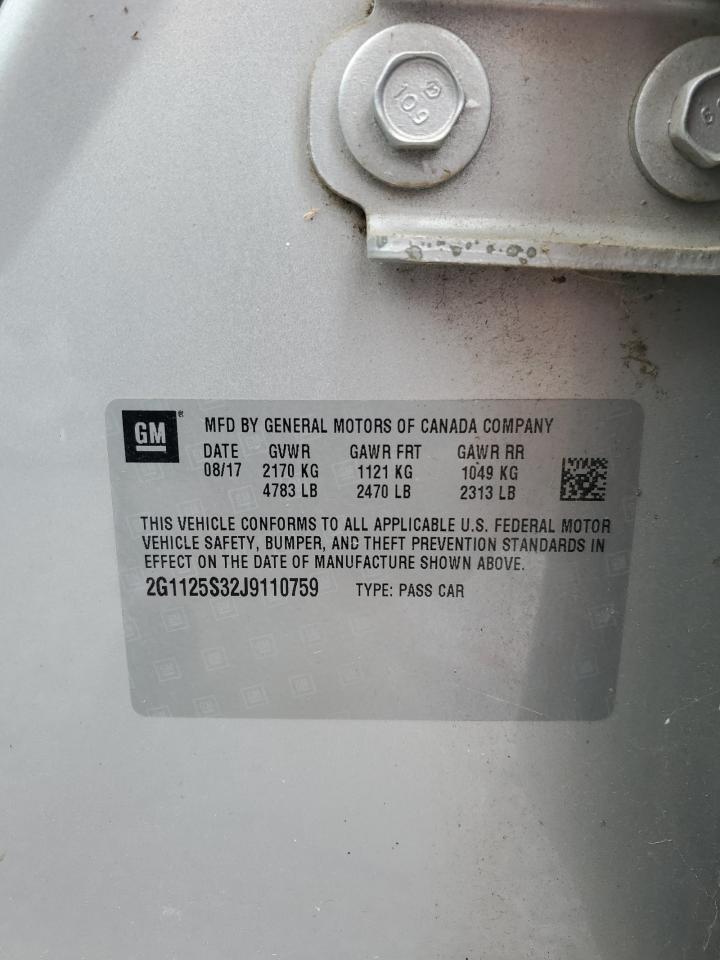 109
GM ®
MFD BY GENERAL MOTORS OF CANADA COMPANY
DATE GVWR GAWR FRT GAWR RR
08/17 2170 KG 1121 KG 1049 KG
4783 LB 2470 LB 2313 LB
THIS VEHICLE CONFORMS TO ALL APPLICABLE U.S. FEDERAL MOTOR
VEHICLE SAFETY, BUMPER, AND THEFT PREVENTION STANDARDS IN
EFFECT ON THE DATE OF MANUFACTURE SHOWN ABOVE.
2G1125S32J9110759 TYPE: PASS CAR